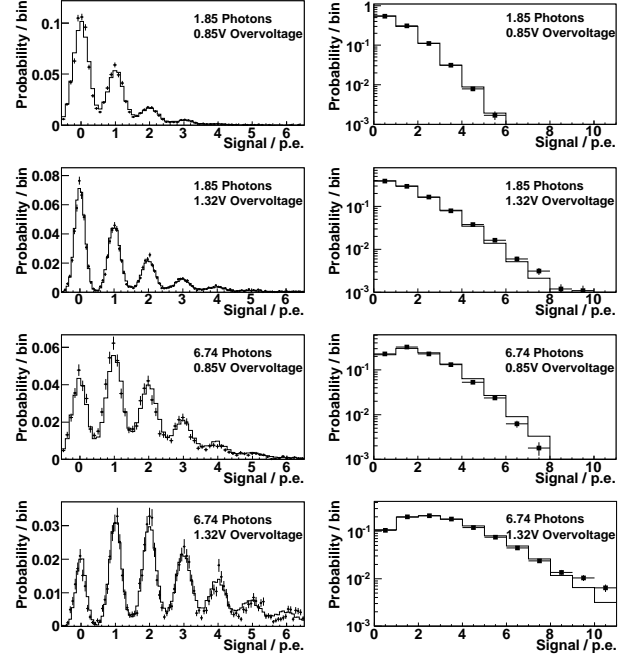 1.85 Photons
0.85V Overvoltage
Probability / bin
0.1
0.05
0
0 1 2 3 4 5 6
Signal / p.e.
1.85 Photons
0.85V Overvoltage
Probability / bin
1
10-1
10-2
10-3
0 2 4 6 8 10
Signal / p.e.
1.85 Photons
1.32V Overvoltage
Probability / bin
0.08
0.06
0.04
0.02
0
0 1 2 3 4 5 6
Signal / p.e.
1.85 Photons
1.32V Overvoltage
Probability / bin
10-1
10-2
10-3
0 2 4 6 8 10
Signal / p.e.
6.74 Photons
0.85V Overvoltage
Probability / bin
0.06
0.04
0.02
0
0 1 2 3 4 5 6
Signal / p.e.
6.74 Photons
0.85V Overvoltage
Probability / bin
10-1
10-2
10-3
0 2 4 6 8 10
Signal / p.e.
6.74 Photons
1.32V Overvoltage
Probability / bin
0.03
0.02
0.01
0
0 1 2 3 4 5 6
Signal / p.e.
6.74 Photons
1.32V Overvoltage
Probability / bin
10-1
10-2
10-3
0 2 4 6 8 10
Signal / p.e.